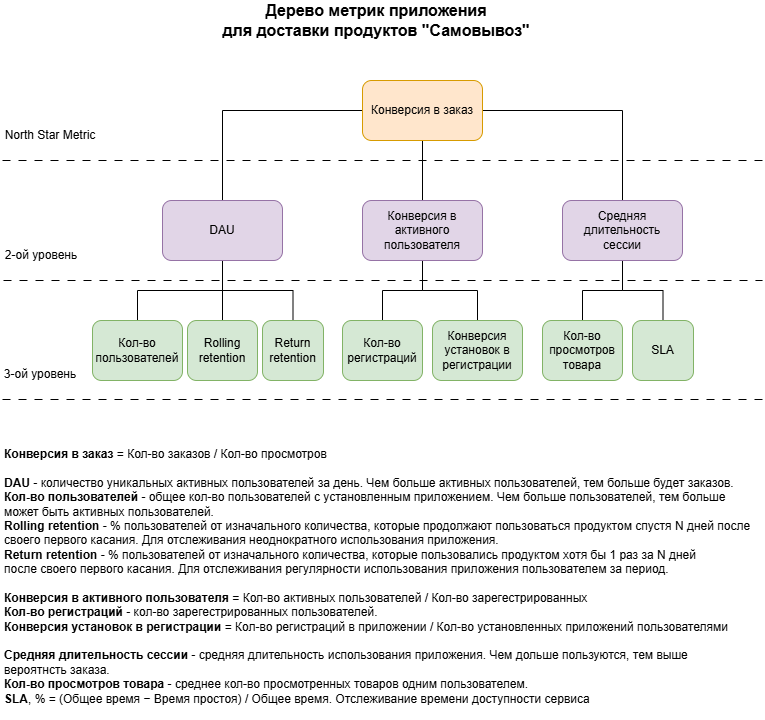 Дерево метрик приложения
для доставки продуктов "Самовывоз"
Конверсия в заказ
North Star Metric
DAU
Конверсия в
активного
пользователя
Средняя
длительность
сессии
2-ой уровень
Кол-во
пользователей
Rolling
retention
Return
retention
Кол-во
регистраций
Конверсия
установок в
регистрации
Кол-во
просмотров
товара
SLA
3-ой уровень
Конверсия в заказ = Кол-во заказов / Кол-во просмотров
DAU - количество уникальных активных пользователей за день. Чем больше активных пользователей, тем больше будет заказов.
Кол-во пользователей - общее кол-во пользователей с установленным приложением. Чем больше пользователей, тем больше
может быть активных пользователей.
Rolling retention - % пользователей от изначального количества, которые продолжают пользоваться продуктом спустя N дней после
своего первого касания. Для отслеживания неоднократного использования приложения.
Return retention - % пользователей от изначального количества, которые пользовались продуктом хотя бы 1 раз за N дней
после своего первого касания. Для отслеживания регулярности использования приложения пользователем за период.
Конверсия в активного пользователя = Кол-во активных пользователей / Кол-во зарегестрированных
Кол-во регистраций - кол-во зарегестрированных пользователей.
Конверсия установок в регистрации = Кол-во регистраций в приложении / Кол-во установленных приложений пользователями
Средняя длительность сессии - средняя длительность использования приложения. Чем дольше пользуются, тем выше
вероятнсть заказа.
Кол-во просмотров товара - среднее кол-во просмотренных товаров одним пользователем.
SLA, % = (Общее время − Время простоя) / Общее время. Отслеживание времени доступности сервиса